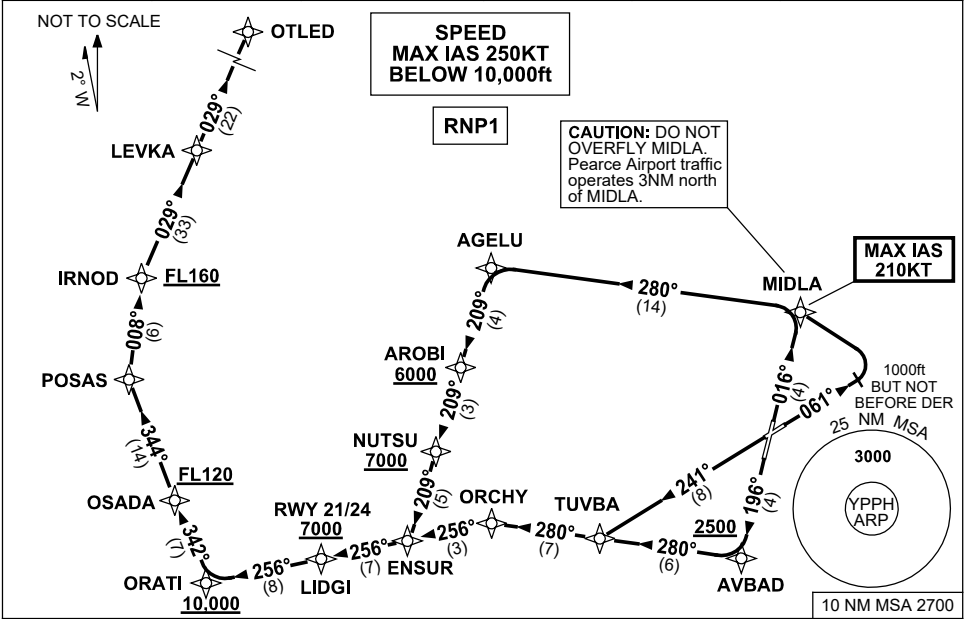 NOT TO SCALE
2° W
OTLED
SPEED
MAX IAS 250KT
BELOW 10,000ft
RNP1
029°
(22)
LEVKA
CAUTION: DO NOT
OVERFLY MIDLA.
Pearce Airport traffic
operates 3NM north
of MIDLA.
029°
(33)
AGELU
MAX IAS
210KT
IRNOD
FL160
280°
(14)
MIDLA
209°
(4)
008°
(6)
AROBI
6000
016°
(4)
061°
1000ft
BUT NOT
BEFORE DER
POSAS
209°
(3)
25 NM MSA
3000
344°
(14)
NUTSU
7000
241°
(8)
196°
(4)
OSADA
FL120
209°
(5)
RWY 21/24
7000
ORCHY
TUVBA
2500
YPPH
ARP
342°
(7)
256°
(8)
LIDGI
256°
(7)
ENSUR
256°
(3)
280°
(7)
280°
(6)
AVBAD
ORATI
10,000
10 NM MSA 2700